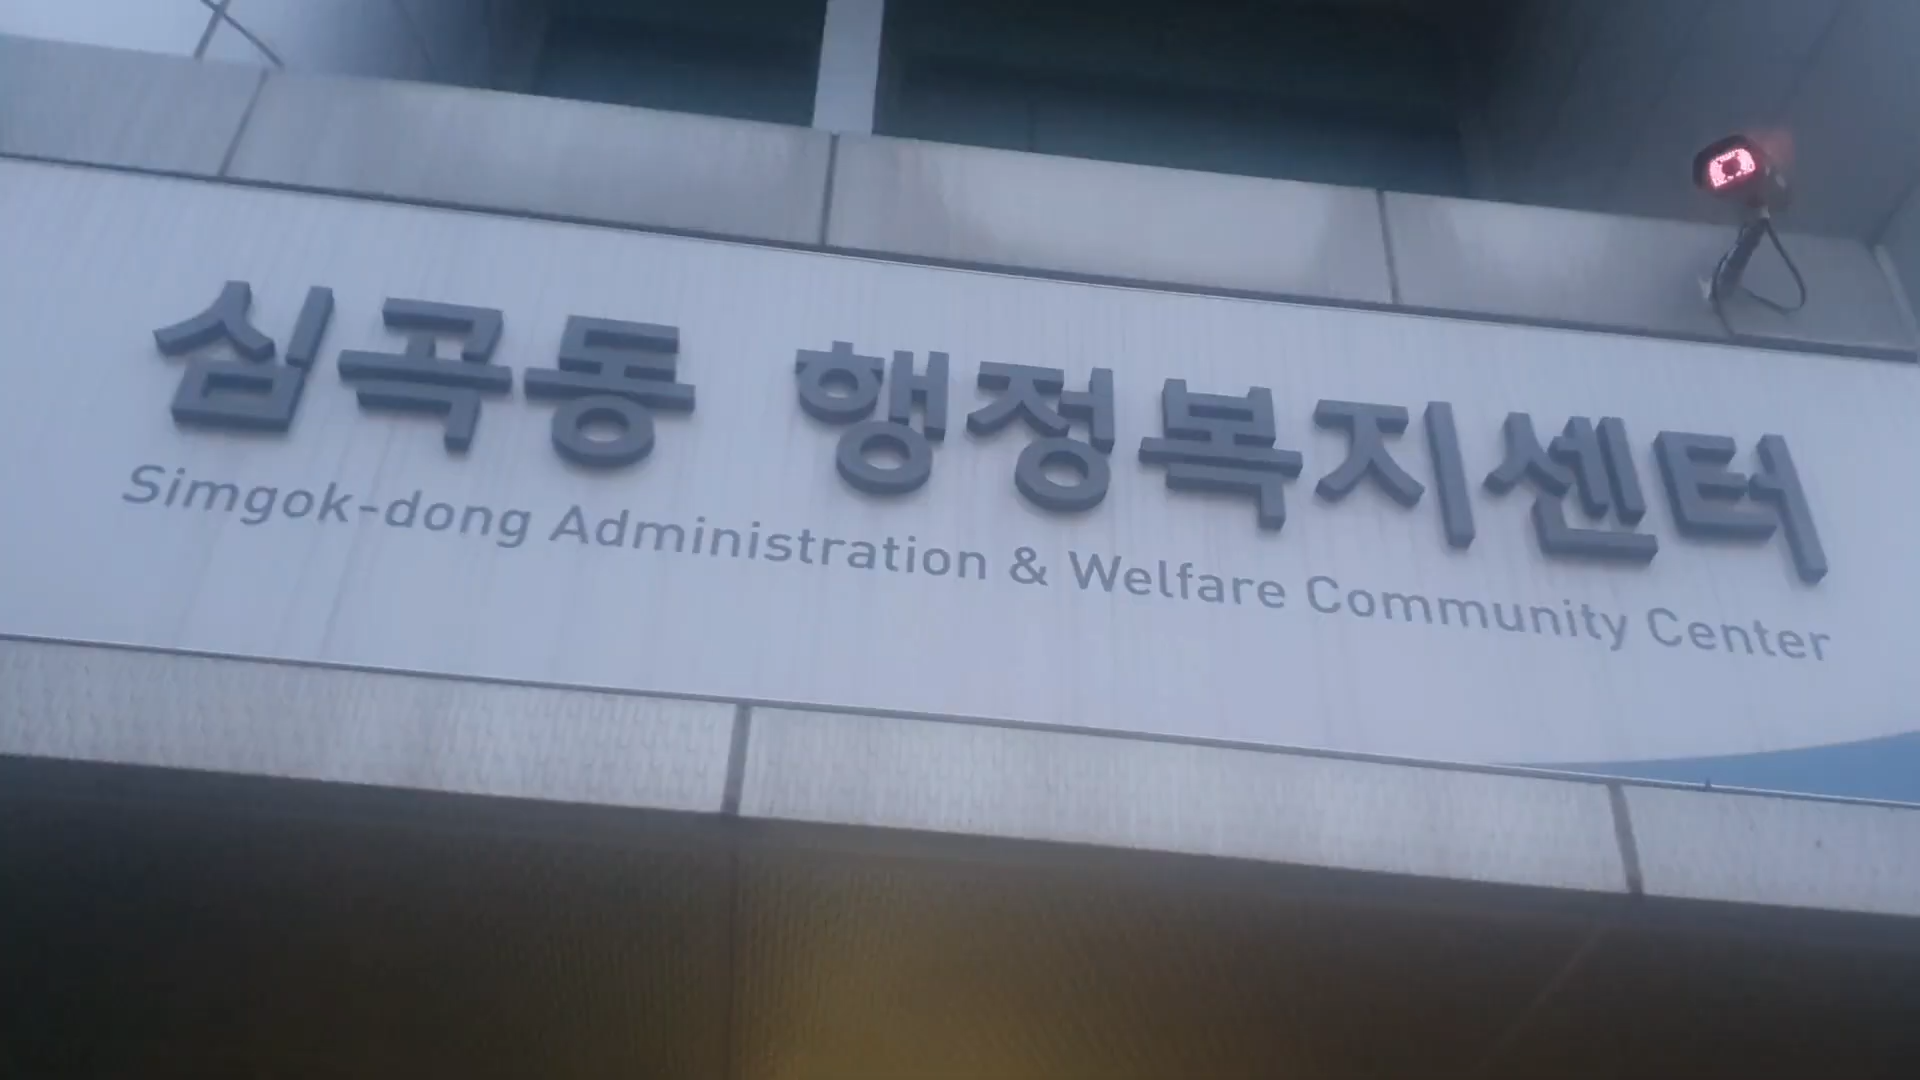 심곡동 행정복지센터
Simgok-dong Administration & Welfare Community Center